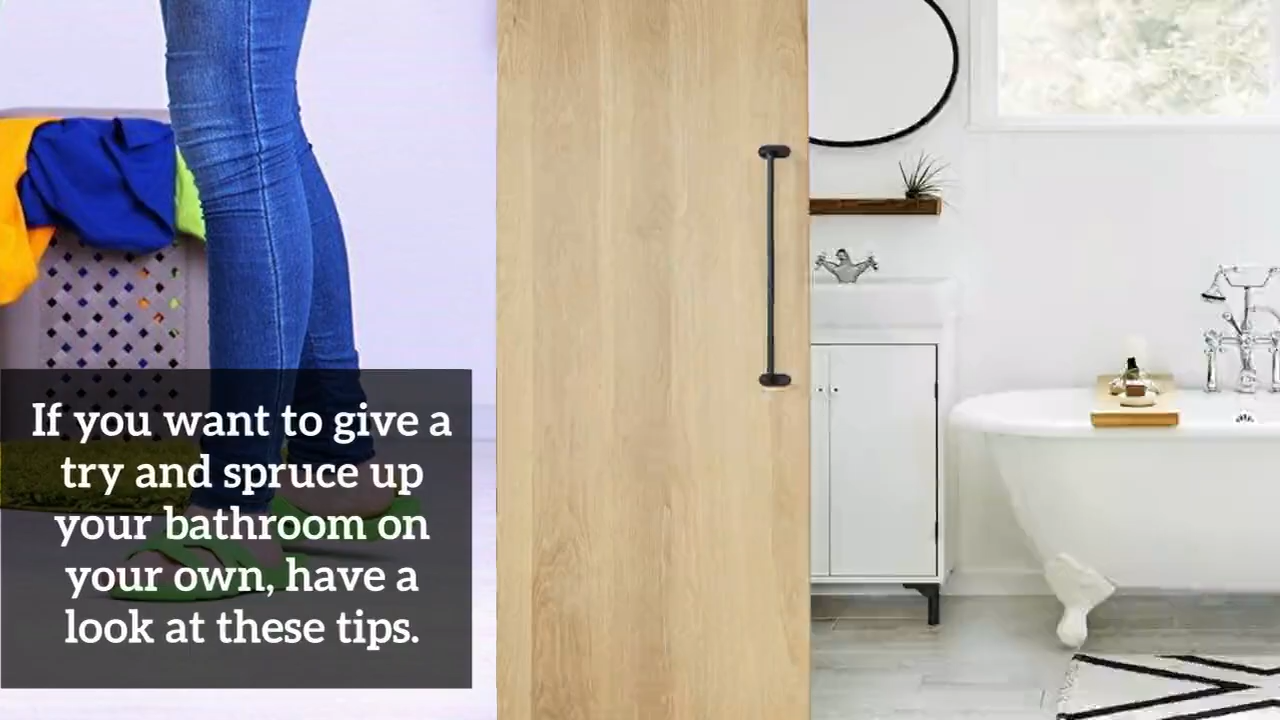 If you want to give a
try and spruce up
your bathroom on
your own, have a
look at these tips.